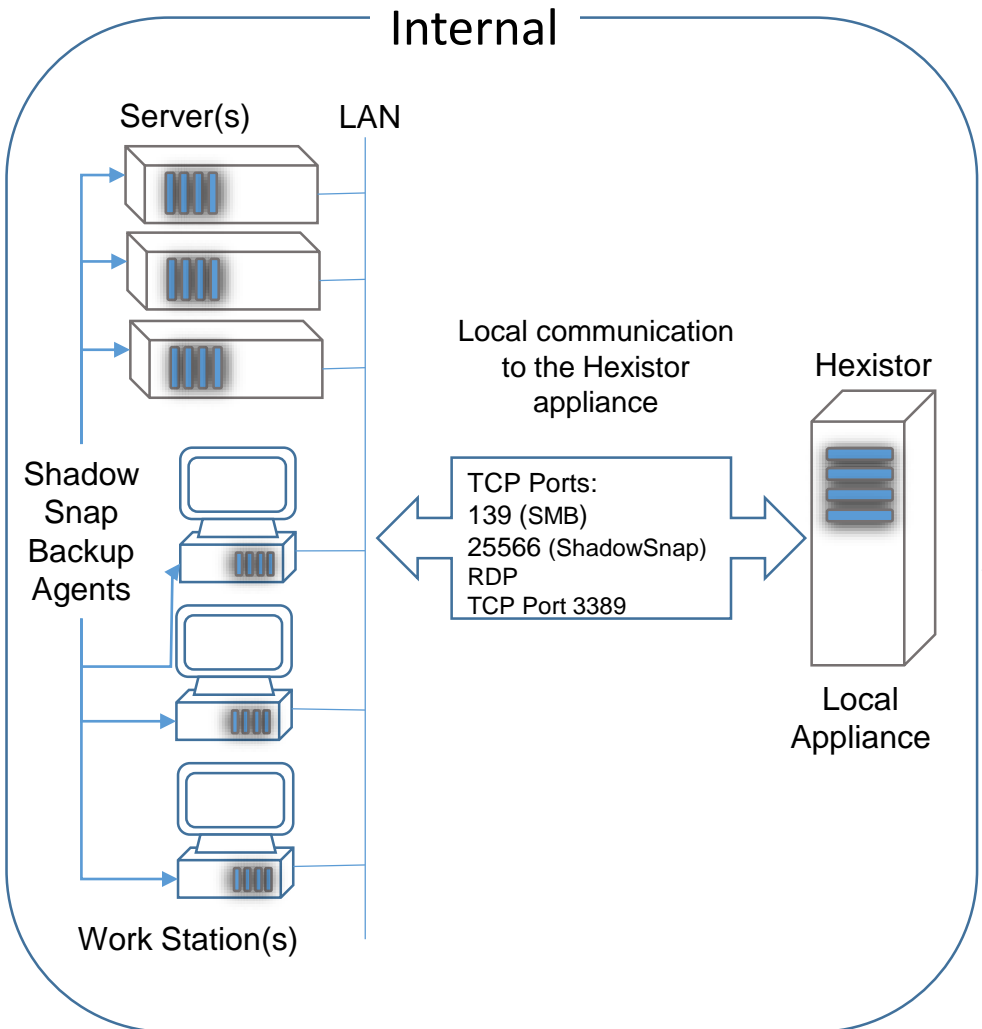 Internal
Server(s)
LAN
Shadow
Snap
Backup
Agents
Work Station(s)
Local communication
to the Hexistor
appliance
TCP Ports:
139 (SMB)
25566 (ShadowSnap)
RDP
TCP Port 3389
Hexistor
Local
Appliance